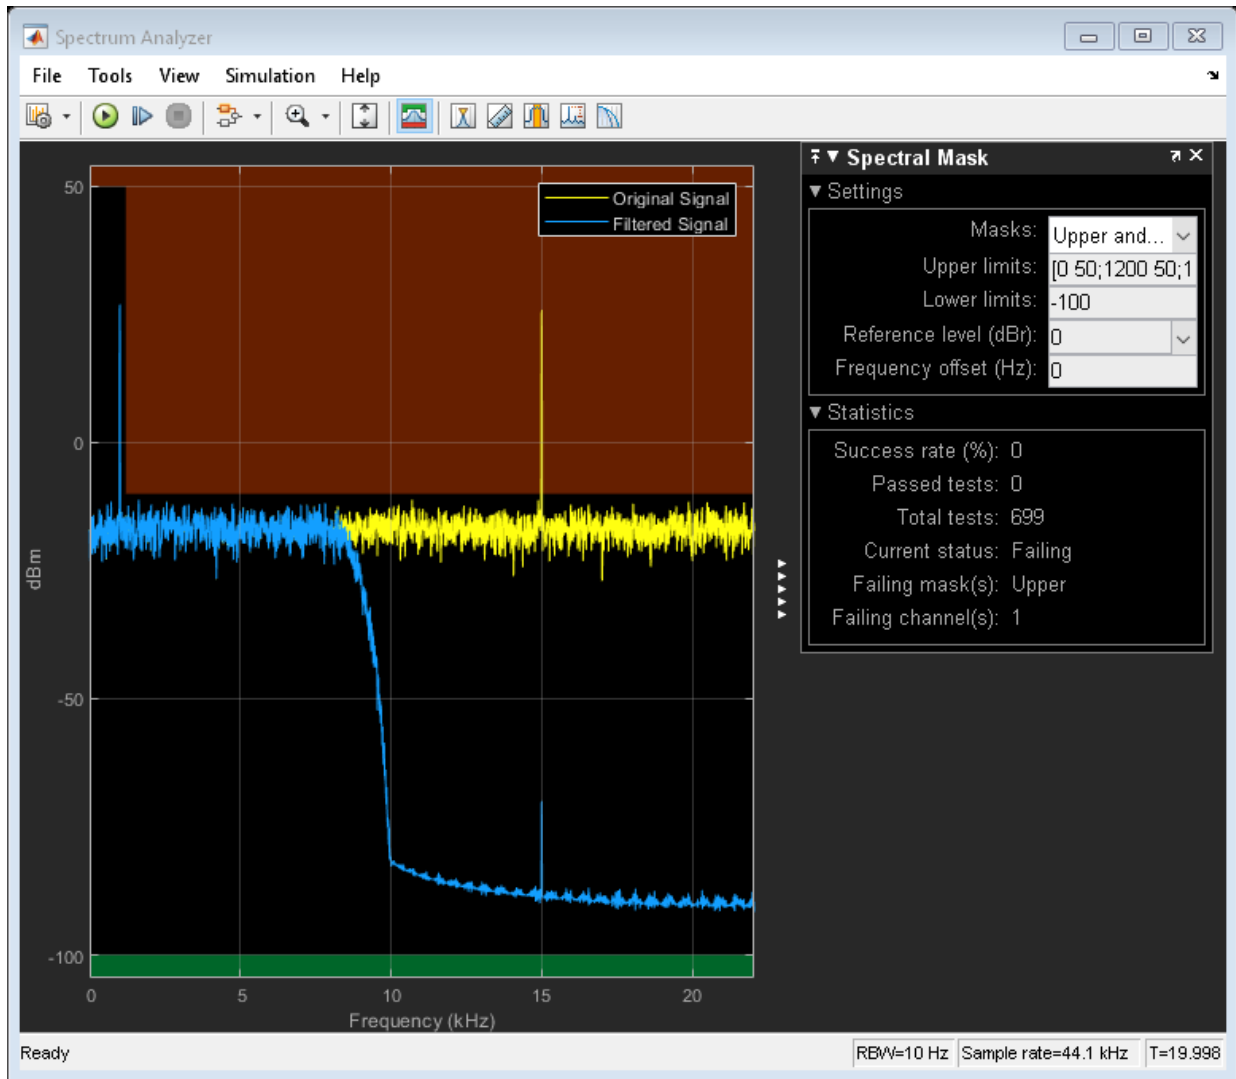 Spectrum Analyzer
File Tools View Simulation Help
50
0
-50
-100
dBm
0 5 10 15 20
Frequency (kHz)
Original Signal
Filtered Signal
Spectral Mask
Settings
Masks: Upper and...
Upper limits: [0 50;1200 50;1
Lower limits: -100
Reference level (dBr): 0
Frequency offset (Hz): 0
Statistics
Success rate (%): 0
Passed tests: 0
Total tests: 699
Current status: Failing
Failing mask(s): Upper
Failing channel(s): 1
Ready RBW=10 Hz Sample rate=44.1 kHz T=19.998